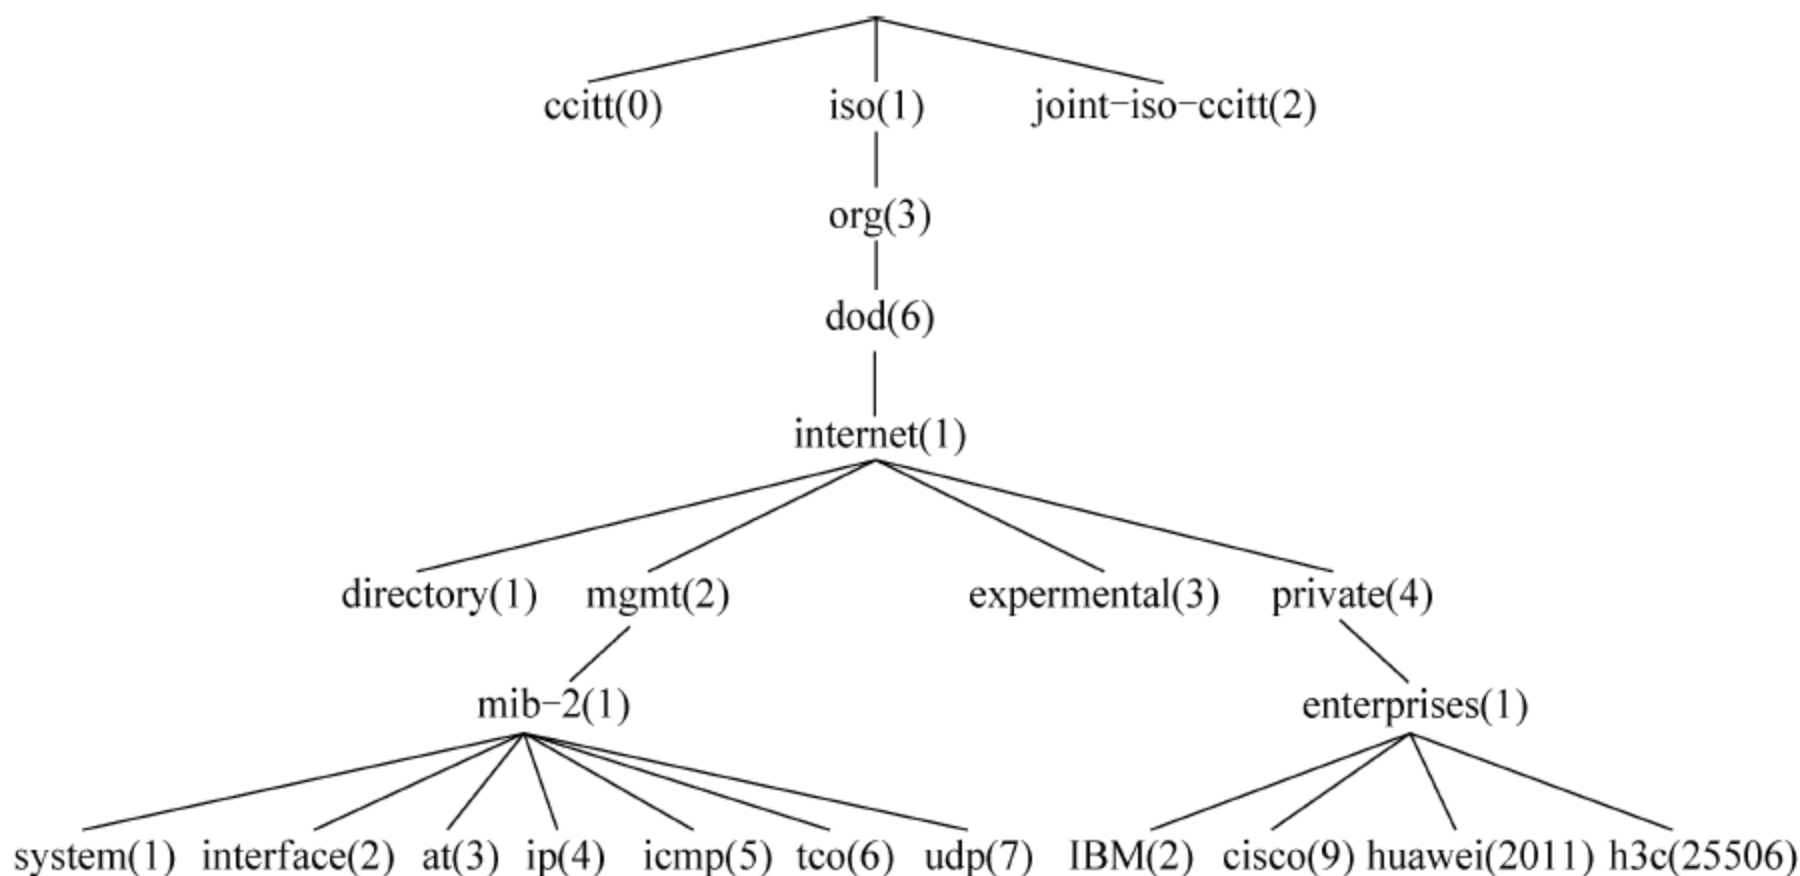 ccitt(0) iso(1) joint-iso-ccitt(2)
org(3)
dod(6)
internet(1)
directory(1) mgmt(2) expermental(3) private(4)
mib-2(1) enterprises(1)
system(1) interface(2) at(3) ip(4) icmp(5) tco(6) udp(7) IBM(2) cisco(9) huawei(2011) h3c(25506)